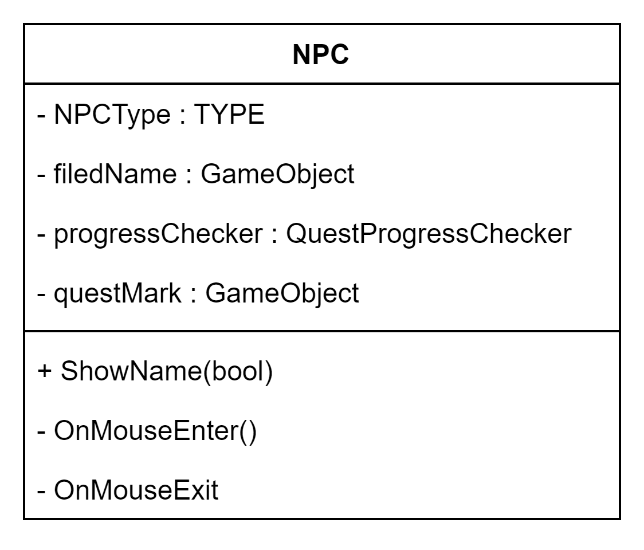 NPC
- NPCType : TYPE
- filedName : GameObject
- progressChecker : QuestProgressChecker
- questMark : GameObject
+ ShowName(bool)
- OnMouseEnter()
- OnMouseExit